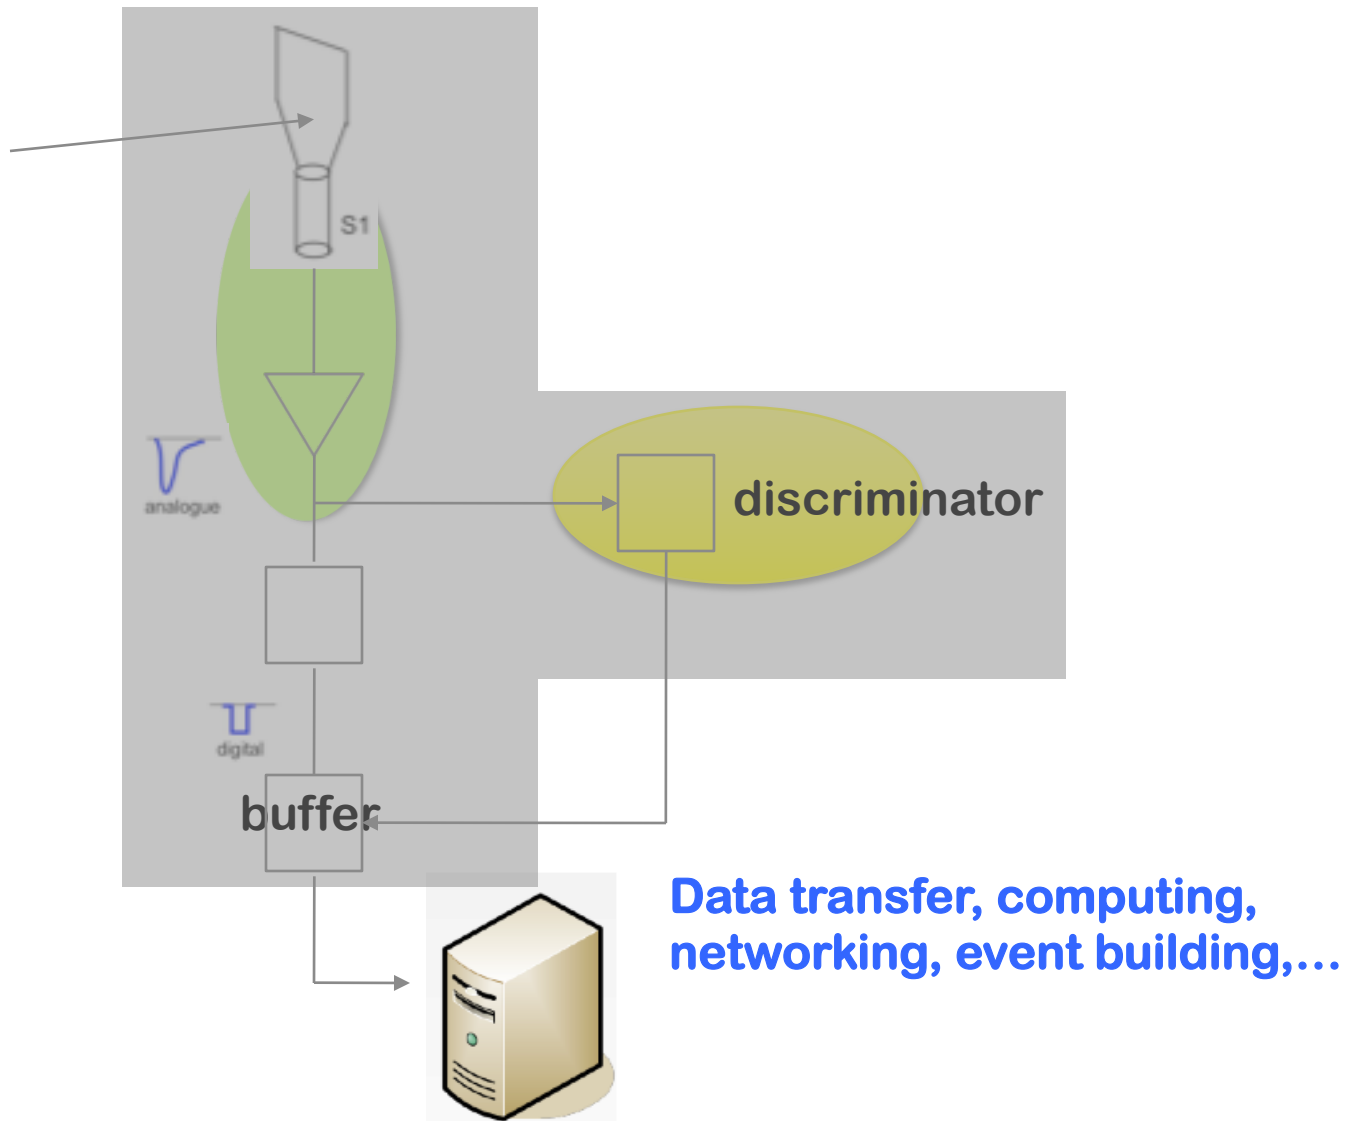 S1
analogue
discriminator
digital
buffer
Data transfer, computing,
networking, event building,…